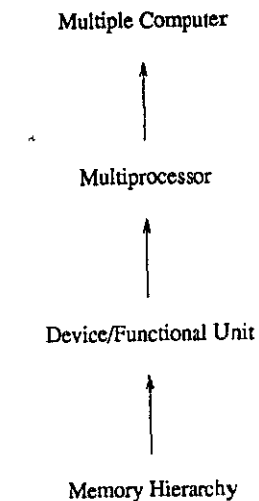 Multiple Computer
Multiprocessor
Device/Functional Unit
Memory Hierarchy